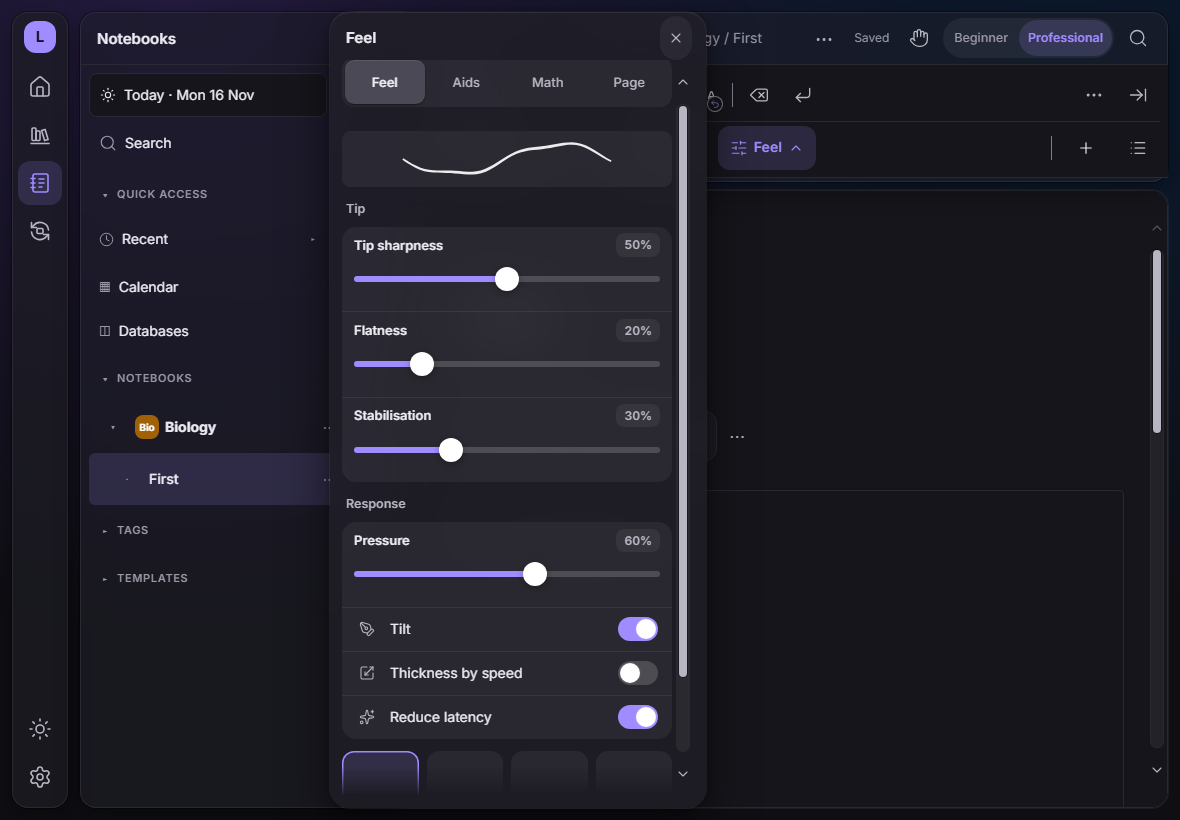 L
Notebooks
Today · Mon 16 Nov
Search
QUICK ACCESS
Recent
Calendar
Databases
NOTEBOOKS
Bio Biology
First
TAGS
TEMPLATES
Feel
Feel Aids Math Page
Tip
Tip sharpness 50%
Flatness 20%
Stabilisation 30%
Response
Pressure 60%
Tilt
Thickness by speed
Reduce latency
gy / First
Saved
Beginner Professional
Feel